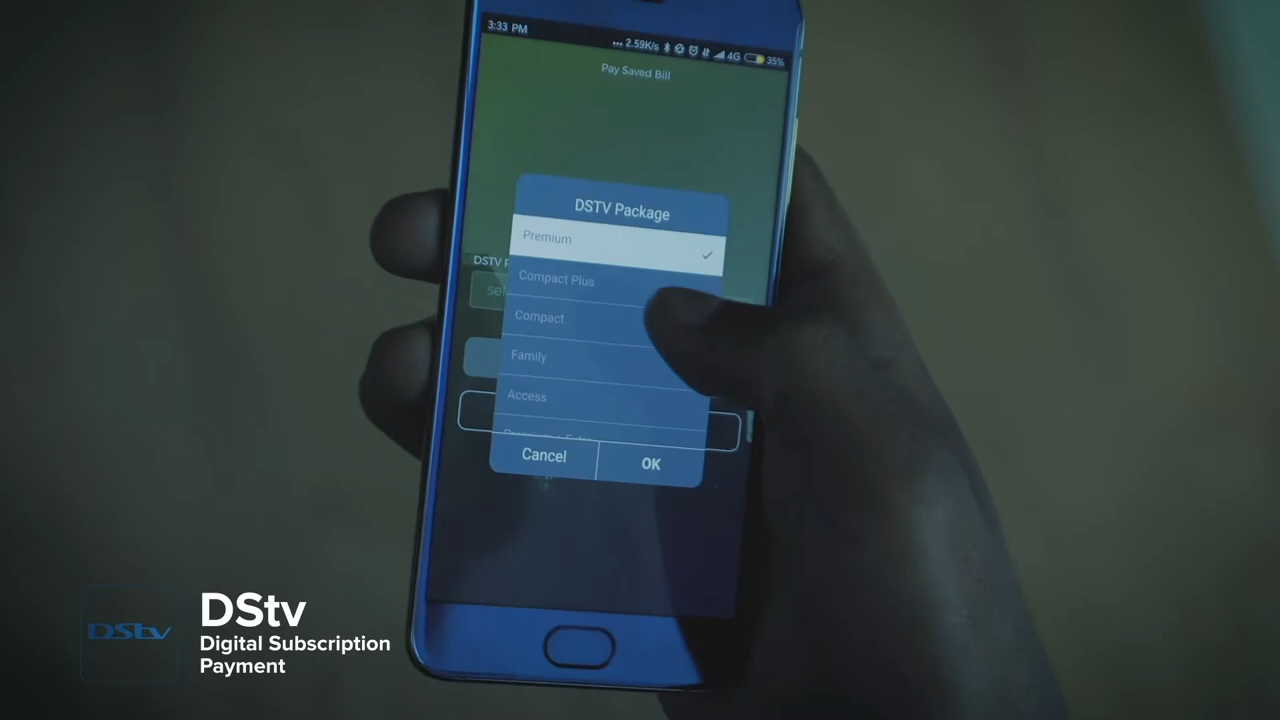 3:33 PM
... 2.59K/s 4G 35%
Pay Saved Bill
DSTV Package
Premium
Compact Plus
Compact
Family
Access
Cancel OK
DSTV
DStv
DStv
Digital Subscription
Payment